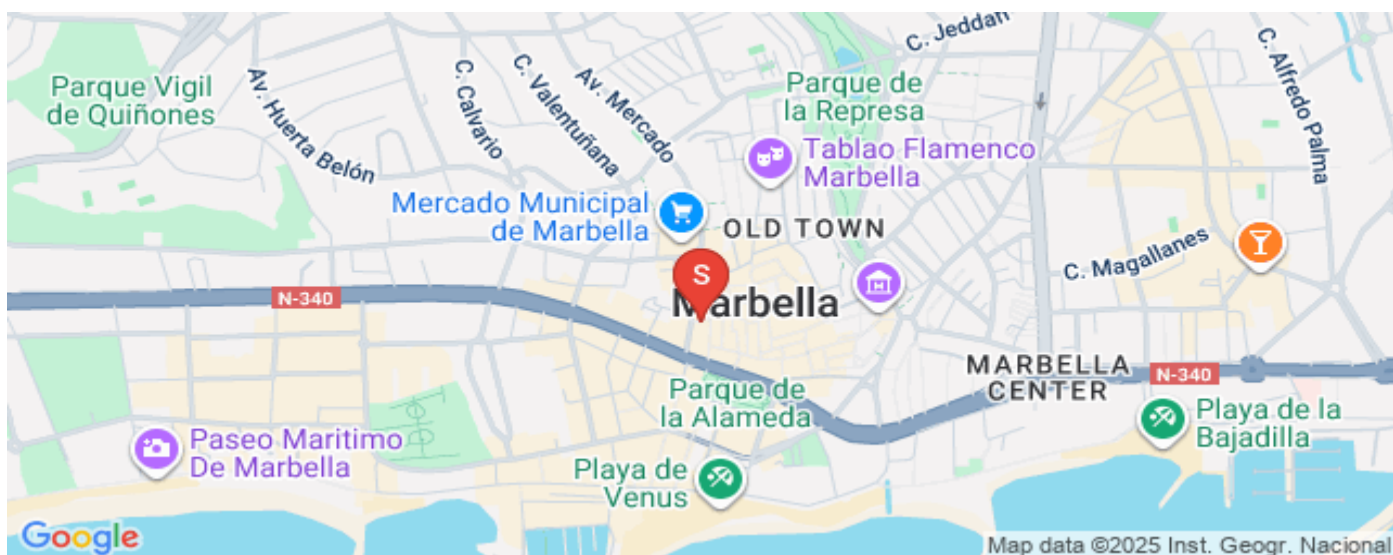 C. Jeddah
C. Alfredo Palma
Parque Vigil
de Quiñones
Av. Huerta Belón
C. Calvario
C. Valentuñana
Av. Mercado
Parque de
la Represa
Tablao Flamenco
Marbella
Mercado Municipal
de Marbella
OLD TOWN
C. Magallanes
S
Marbella
N-340
MARBELLA
CENTER
N-340
Parque de
la Alameda
Playa de la
Bajadilla
Paseo Maritimo
De Marbella
Playa de
Venus
Google
Map data ©2025 Inst. Geogr. Nacional